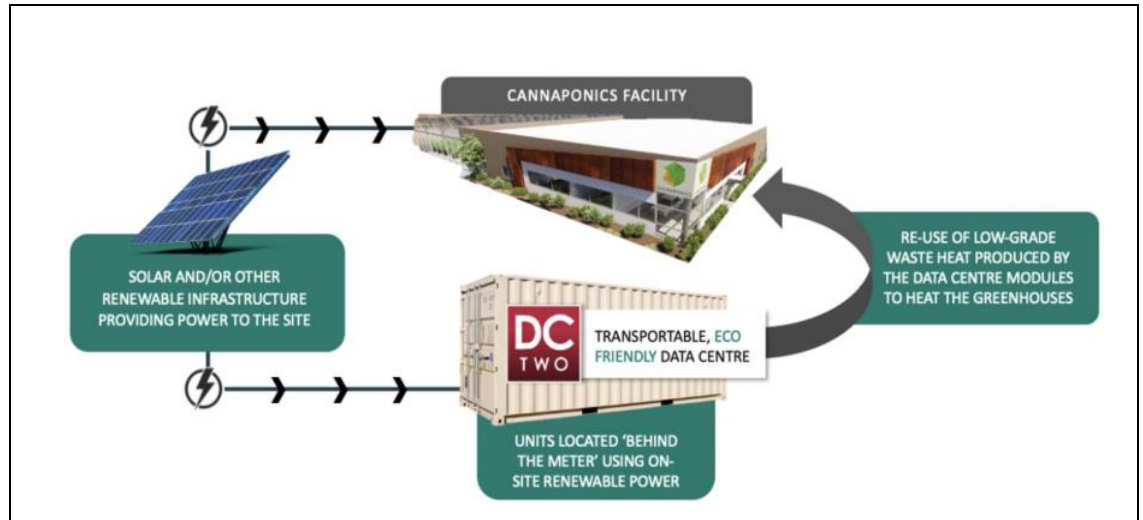 CANNAPONICS FACILITY
SOLAR AND/OR OTHER
RENEWABLE INFRASTRUCTURE
PROVIDING POWER TO THE SITE
RE-USE OF LOW-GRADE
WASTE HEAT PRODUCED BY
THE DATA CENTRE MODULES
TO HEAT THE GREENHOUSES
DC
TWO
TRANSPORTABLE, ECO
FRIENDLY DATA CENTRE
UNITS LOCATED ‘BEHIND
THE METER’ USING ON-
SITE RENEWABLE POWER